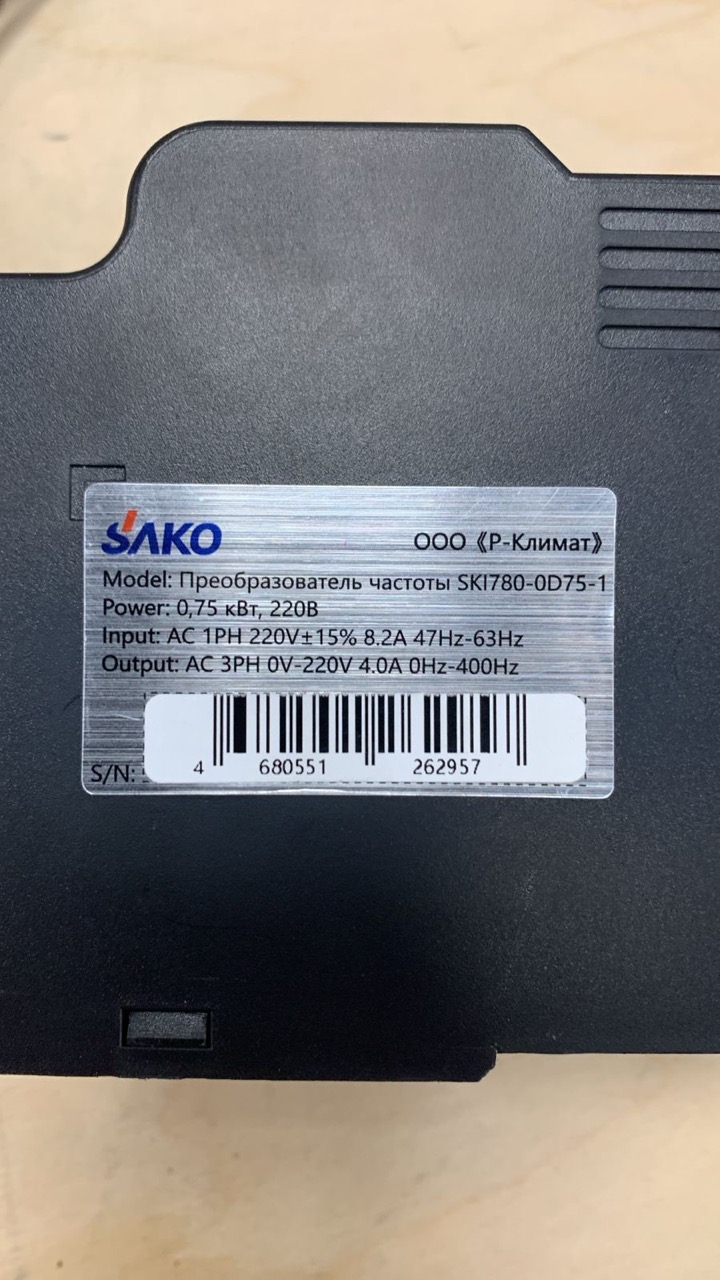 SAKO
ООО《Р-Климат》
Model: Преобразователь частоты SKI780-0D75-1
Power: 0,75 кВт, 220В
Input: AC 1PH 220V±15% 8.2A 47Hz-63Hz
Output: AC 3PH 0V-220V 4.0A 0Hz-400Hz
S/N:
4 680551 262957